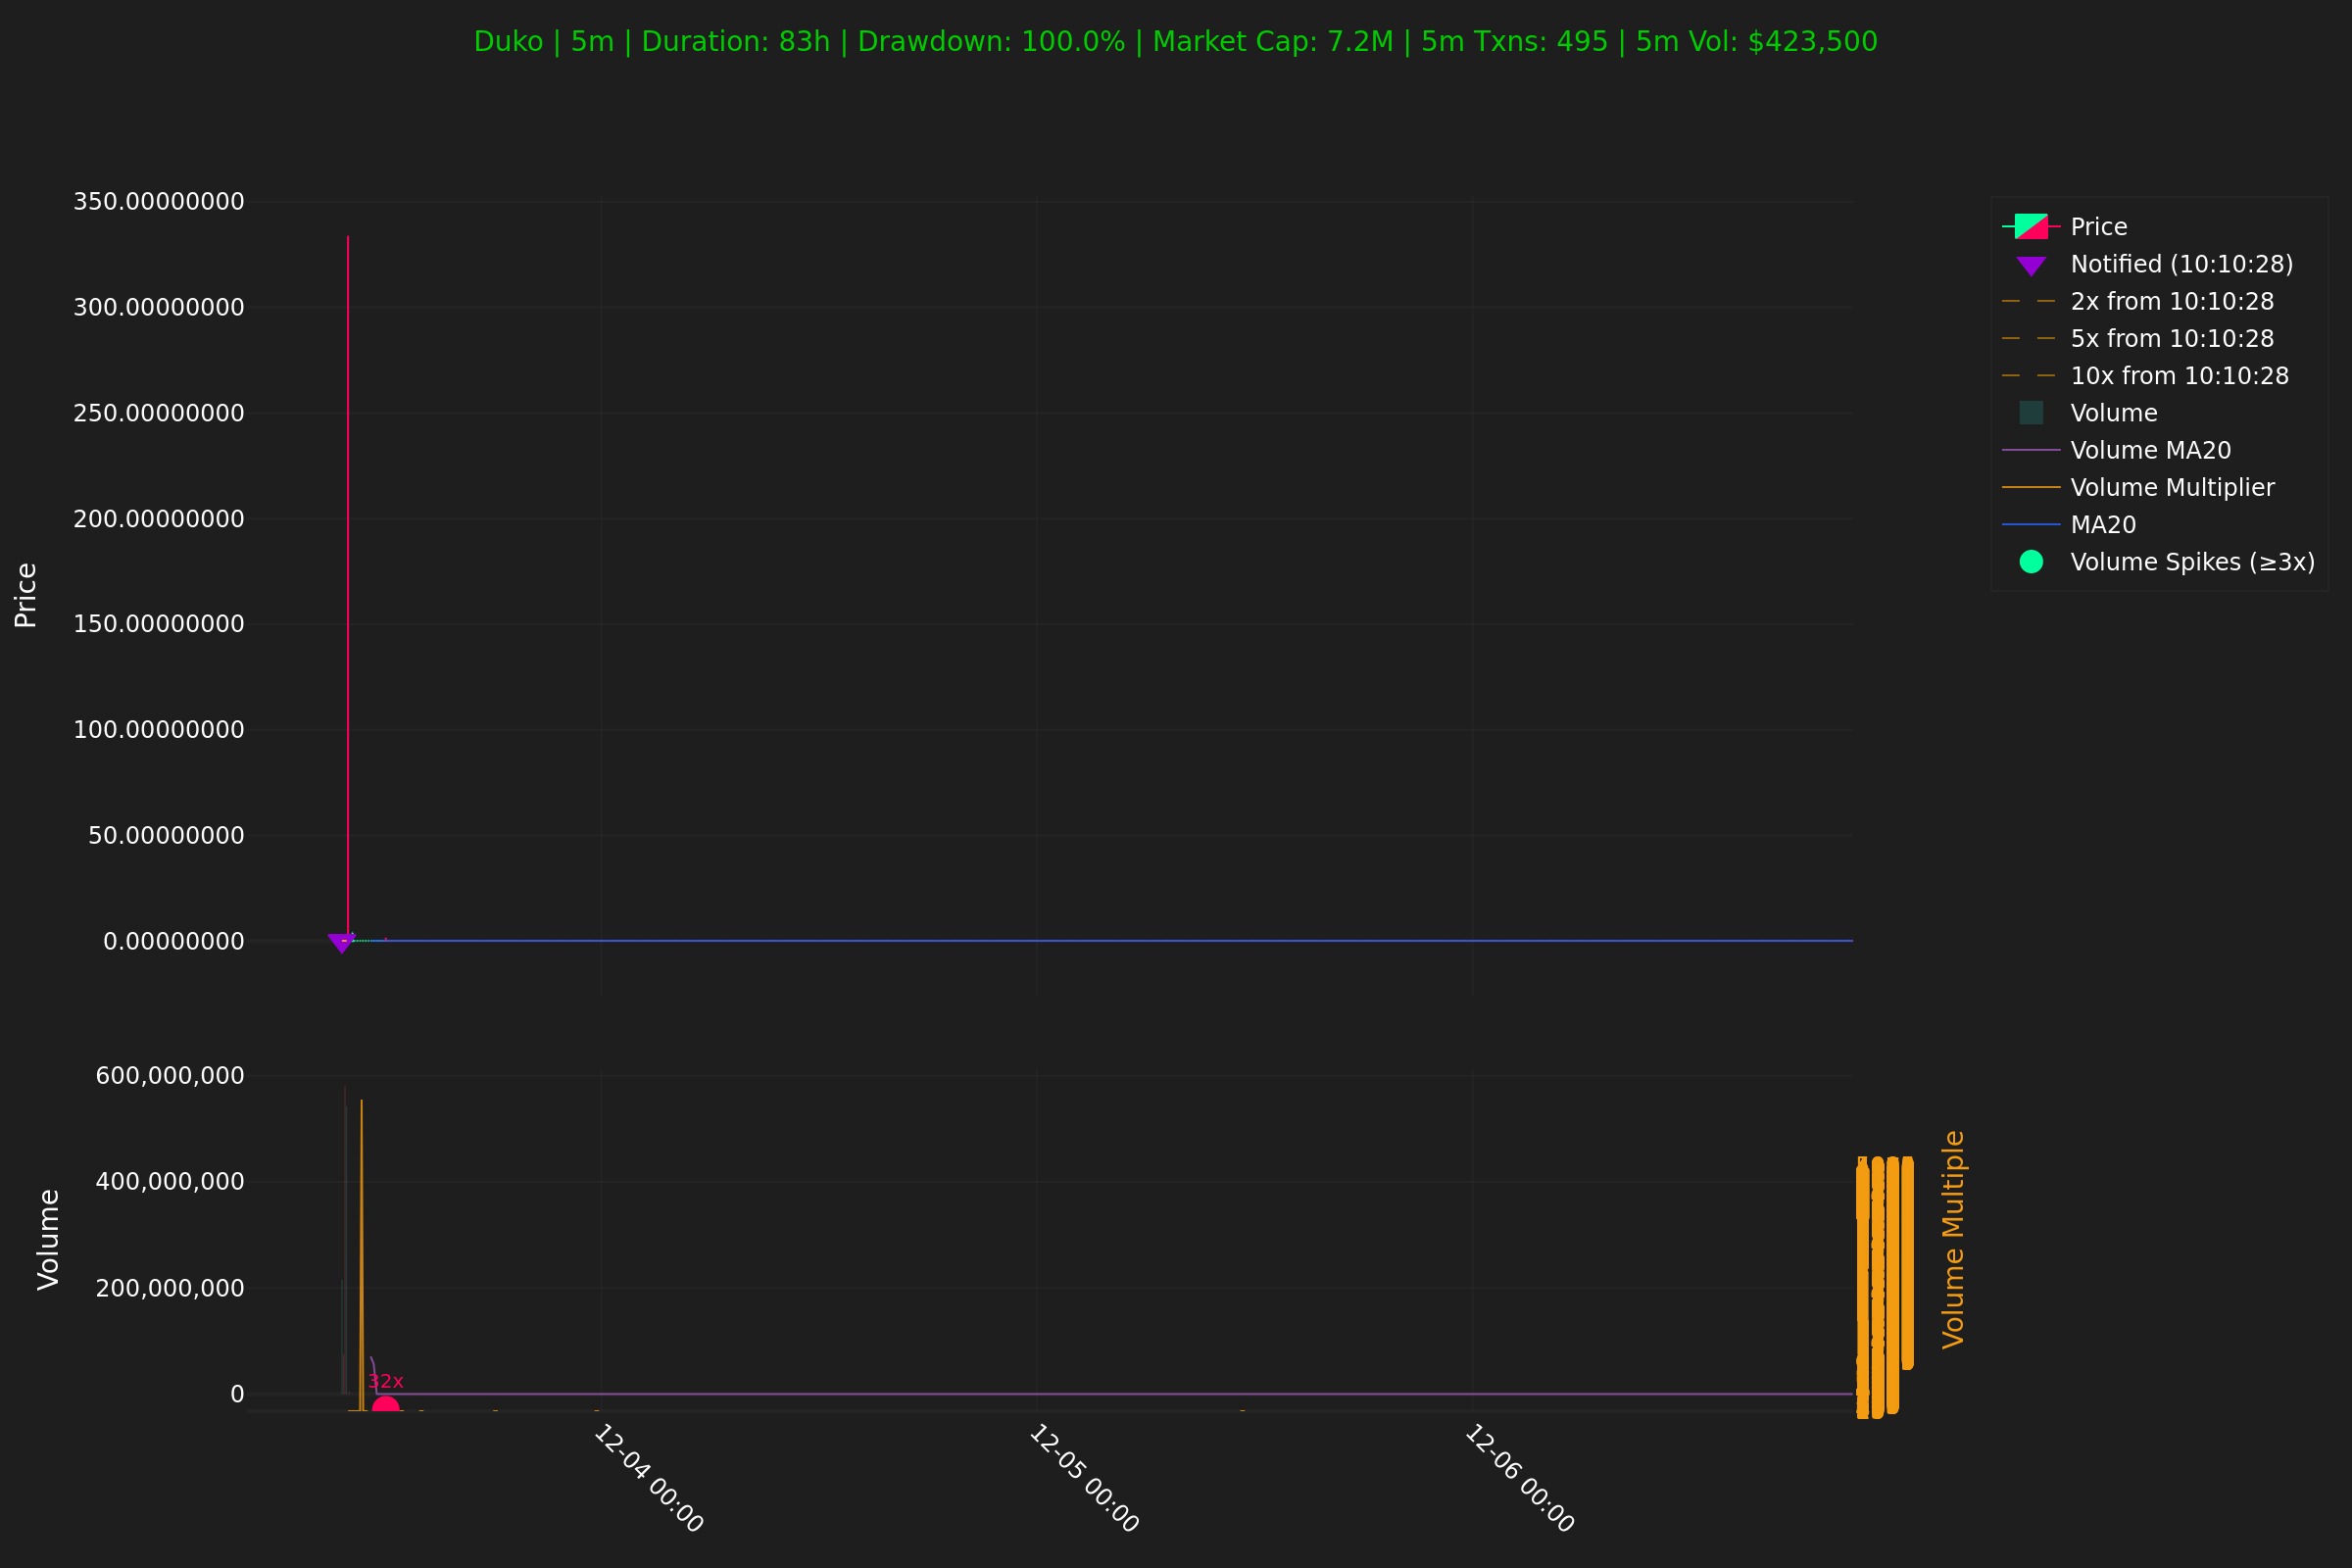 Duko | 5m | Duration: 83h | Drawdown: 100.0% | Market Cap: 7.2M | 5m Txns: 495 | 5m Vol: $423,500
350.00000000
300.00000000
250.00000000
200.00000000
150.00000000
100.00000000
50.00000000
0.00000000
Price
Price
Notified (10:10:28)
2x from 10:10:28
5x from 10:10:28
10x from 10:10:28
Volume
Volume MA20
Volume Multiplier
MA20
Volume Spikes (≥3x)
600,000,000
400,000,000
200,000,000
0
Volume
32x
Volume Multiple
12-04 00:00
12-05 00:00
12-06 00:00